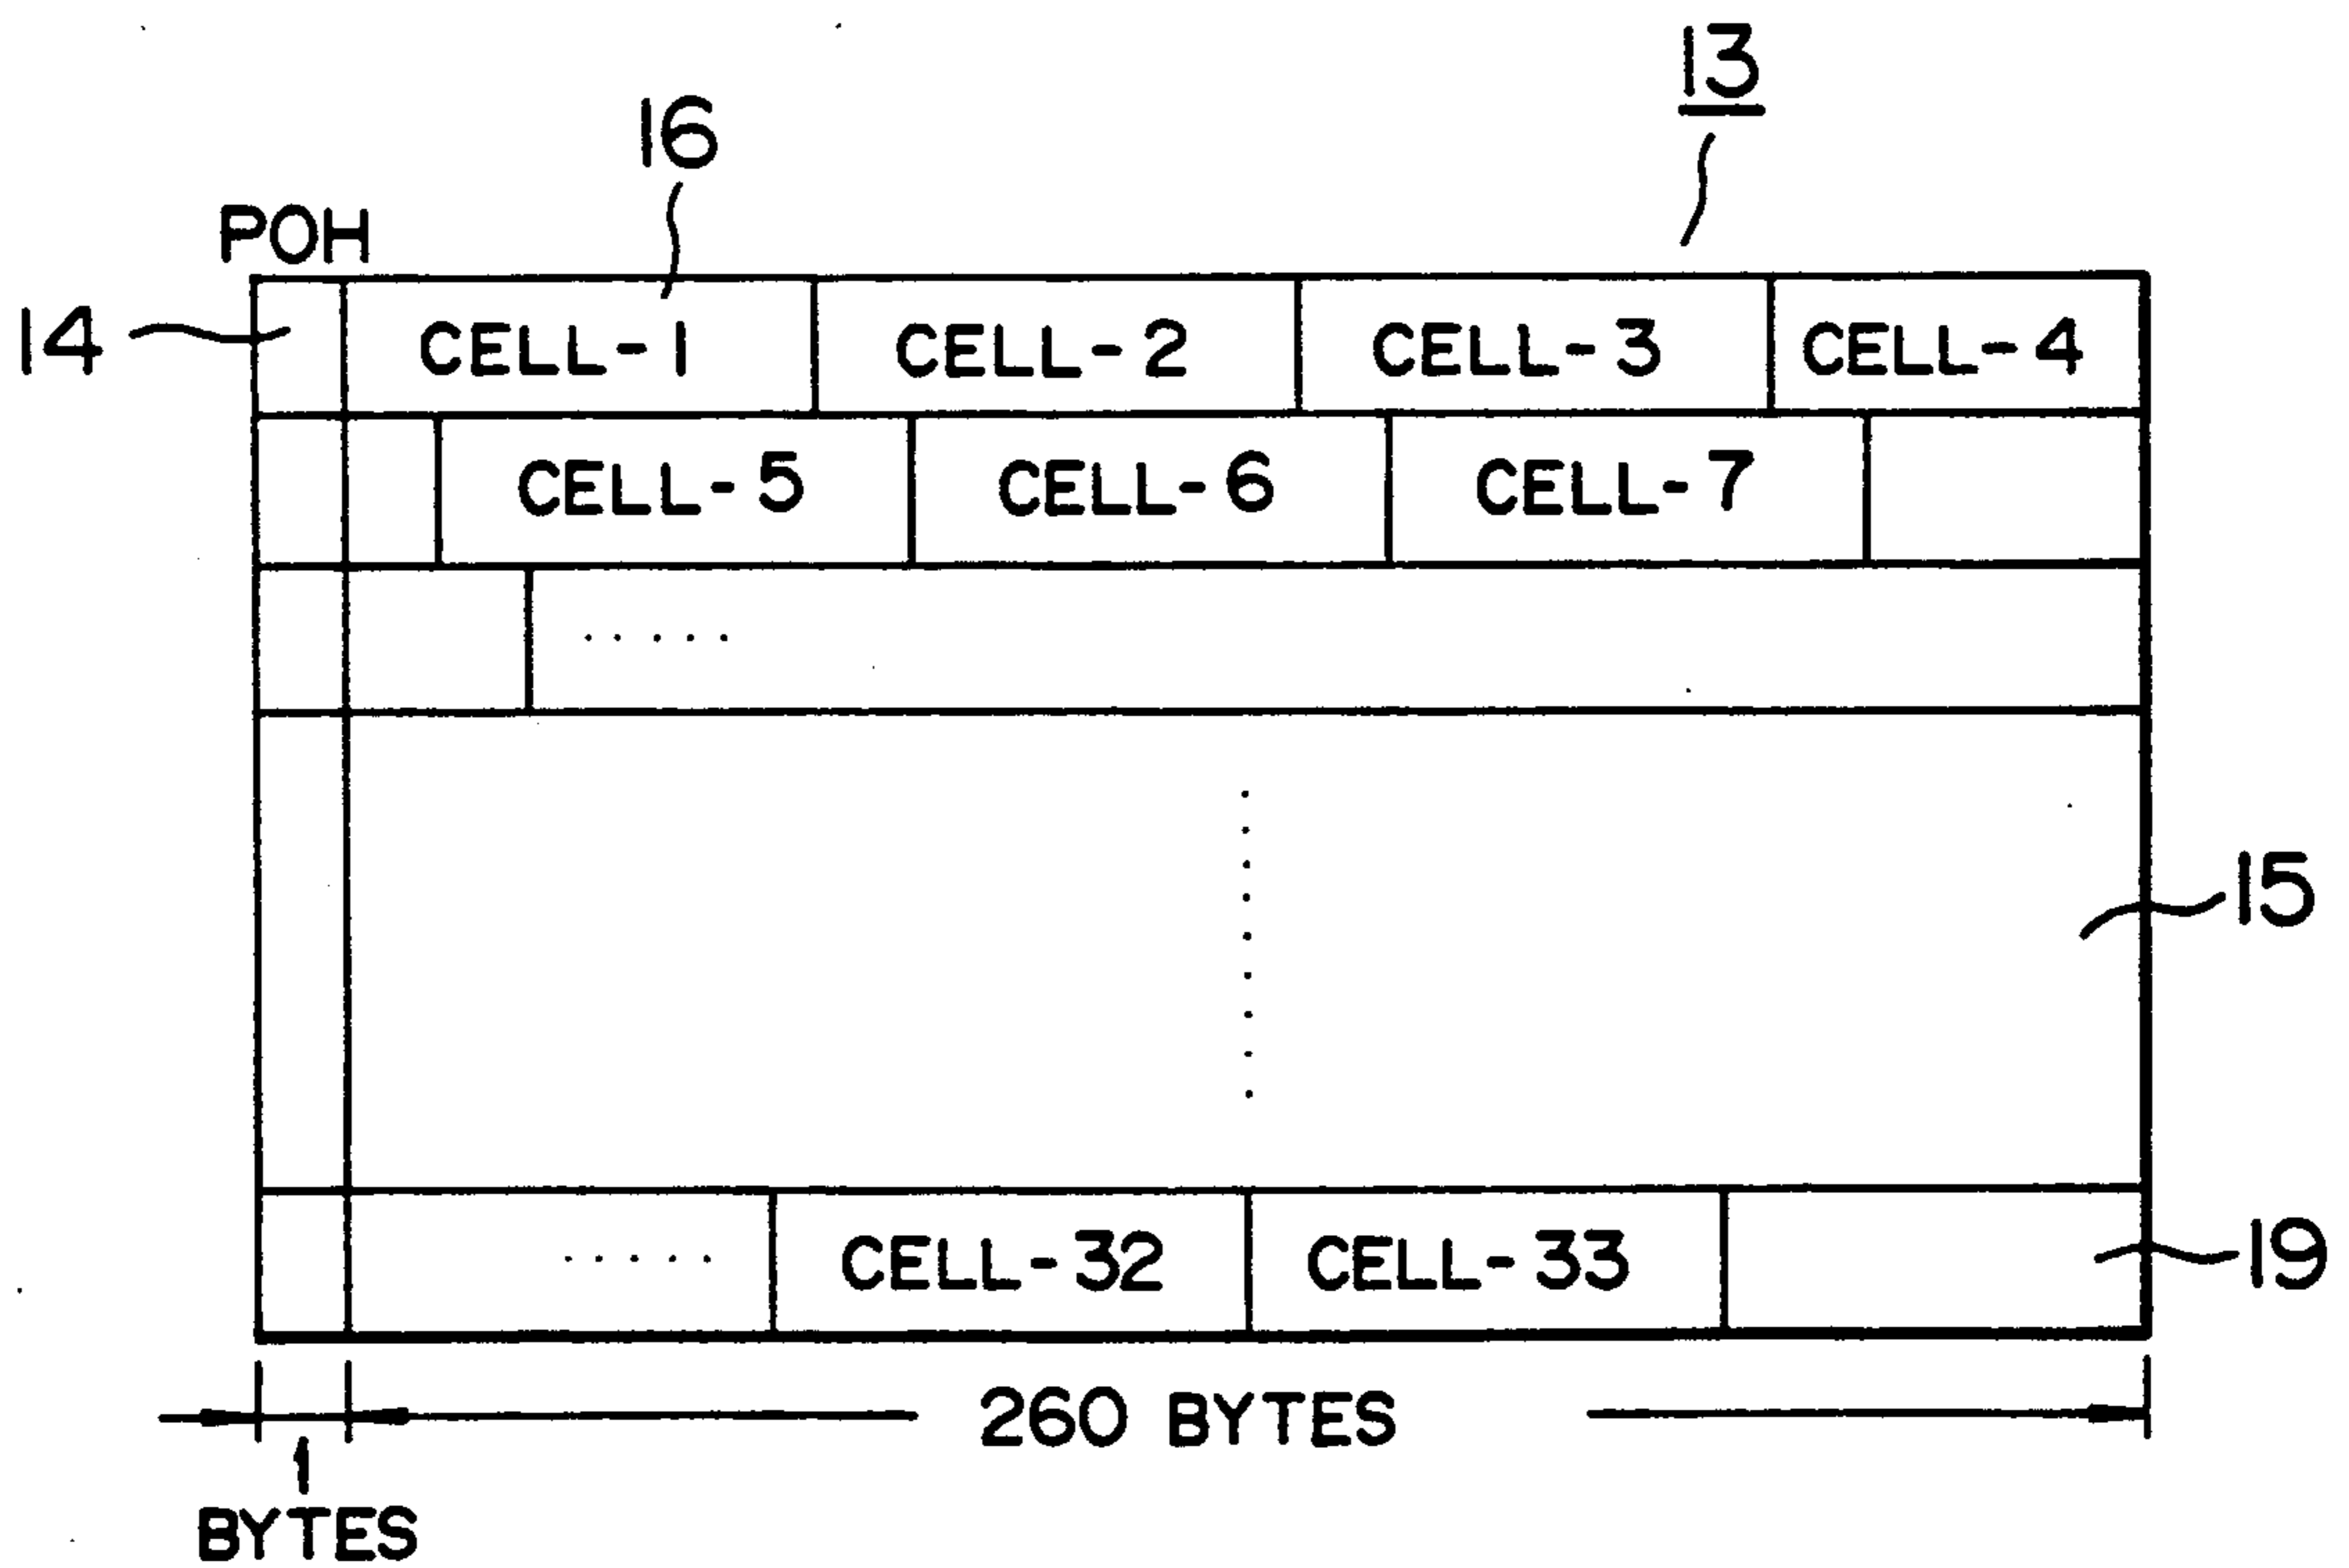 13
16
POH
14
CELL-1 CELL-2 CELL-3 CELL-4
CELL-5 CELL-6 CELL-7
.....
15
..... CELL-32 CELL-33
19
260 BYTES
1
BYTES